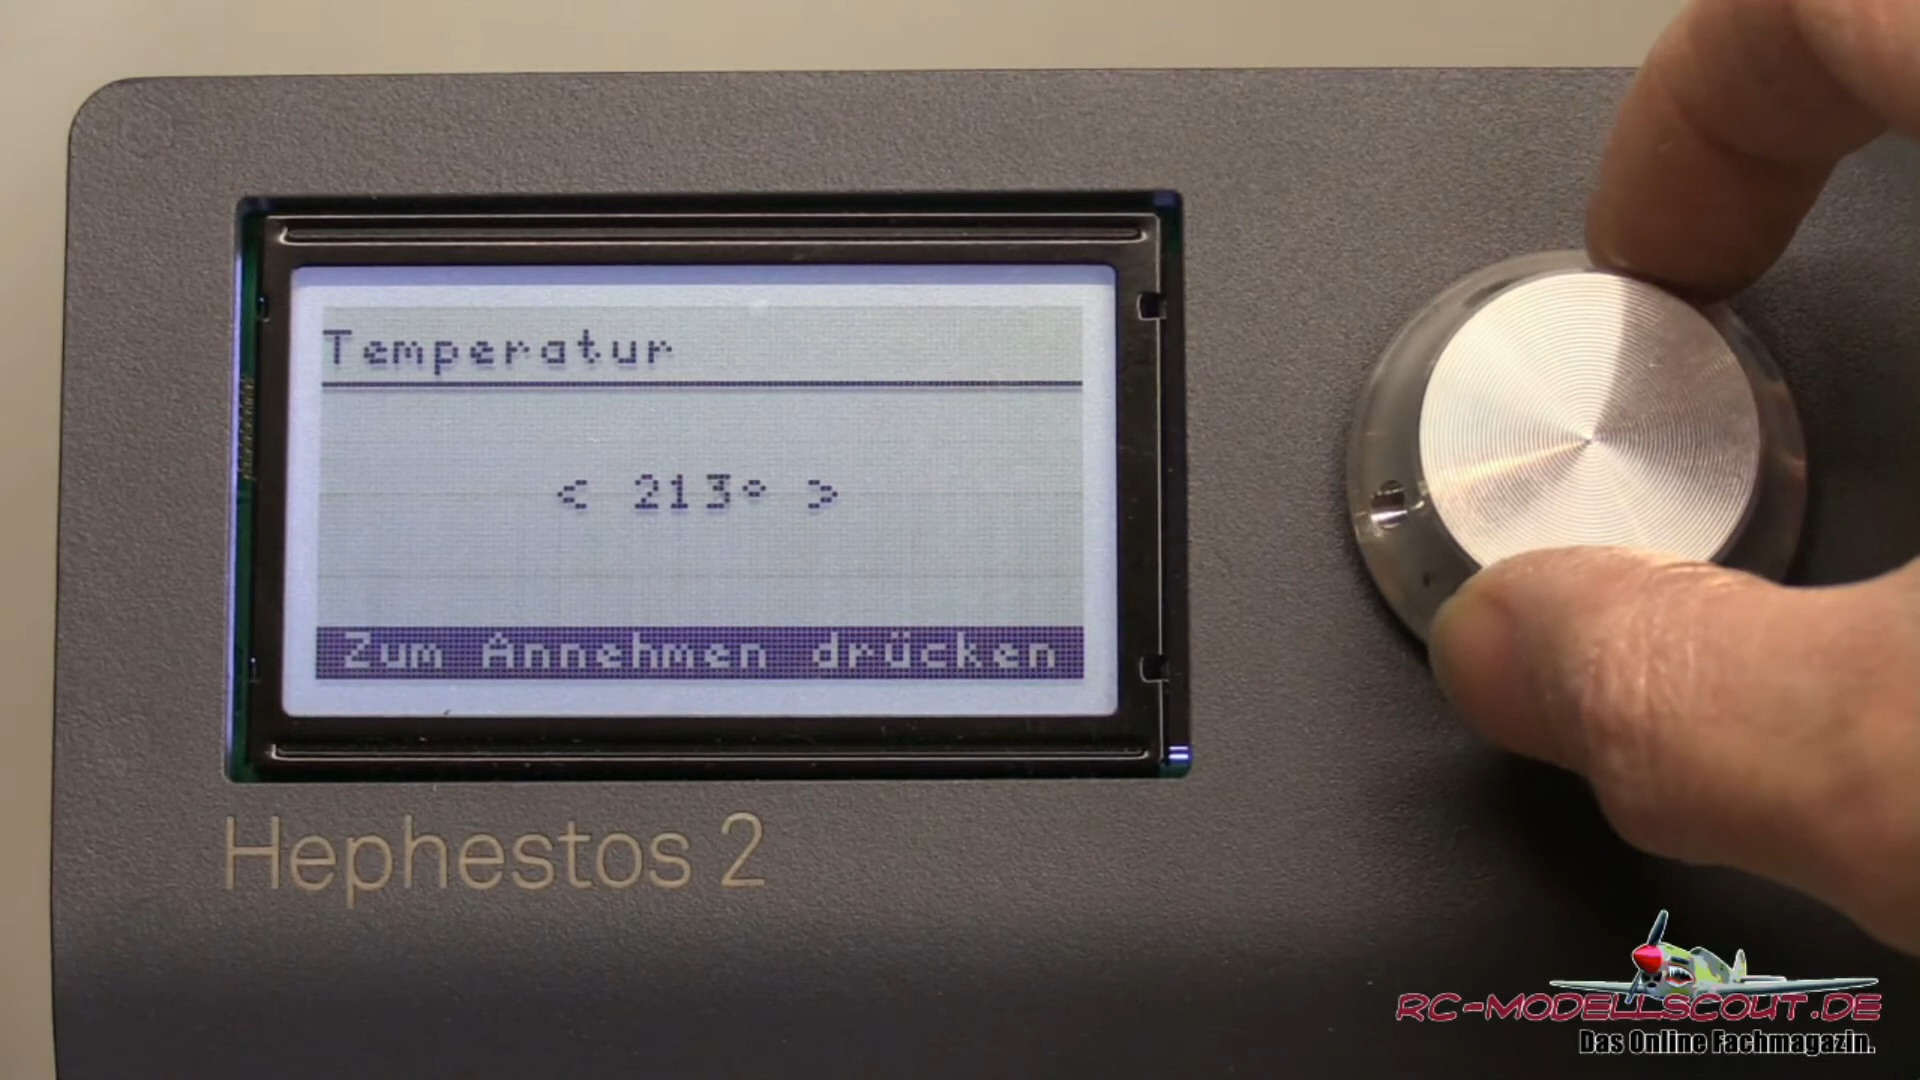 Temperatur
< 213° >
Zum Annehmen drücken
Hephestos 2
RC-MODELLSCOUT.DE
Das Online Fachmagazin.